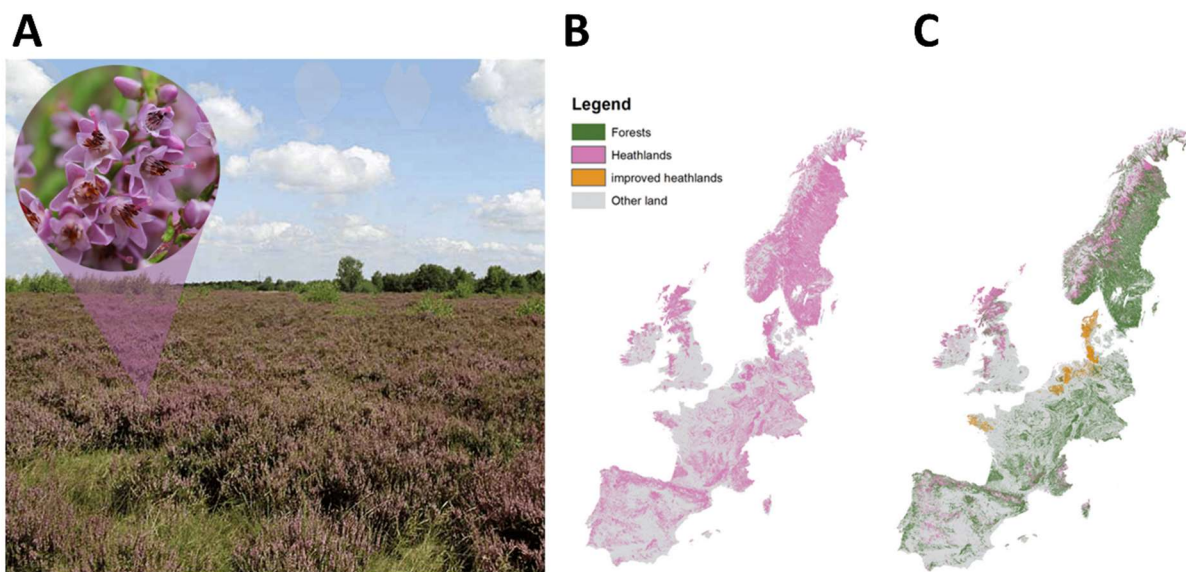 A
B
C
Legend
Forests
Heathlands
improved heathlands
Other land